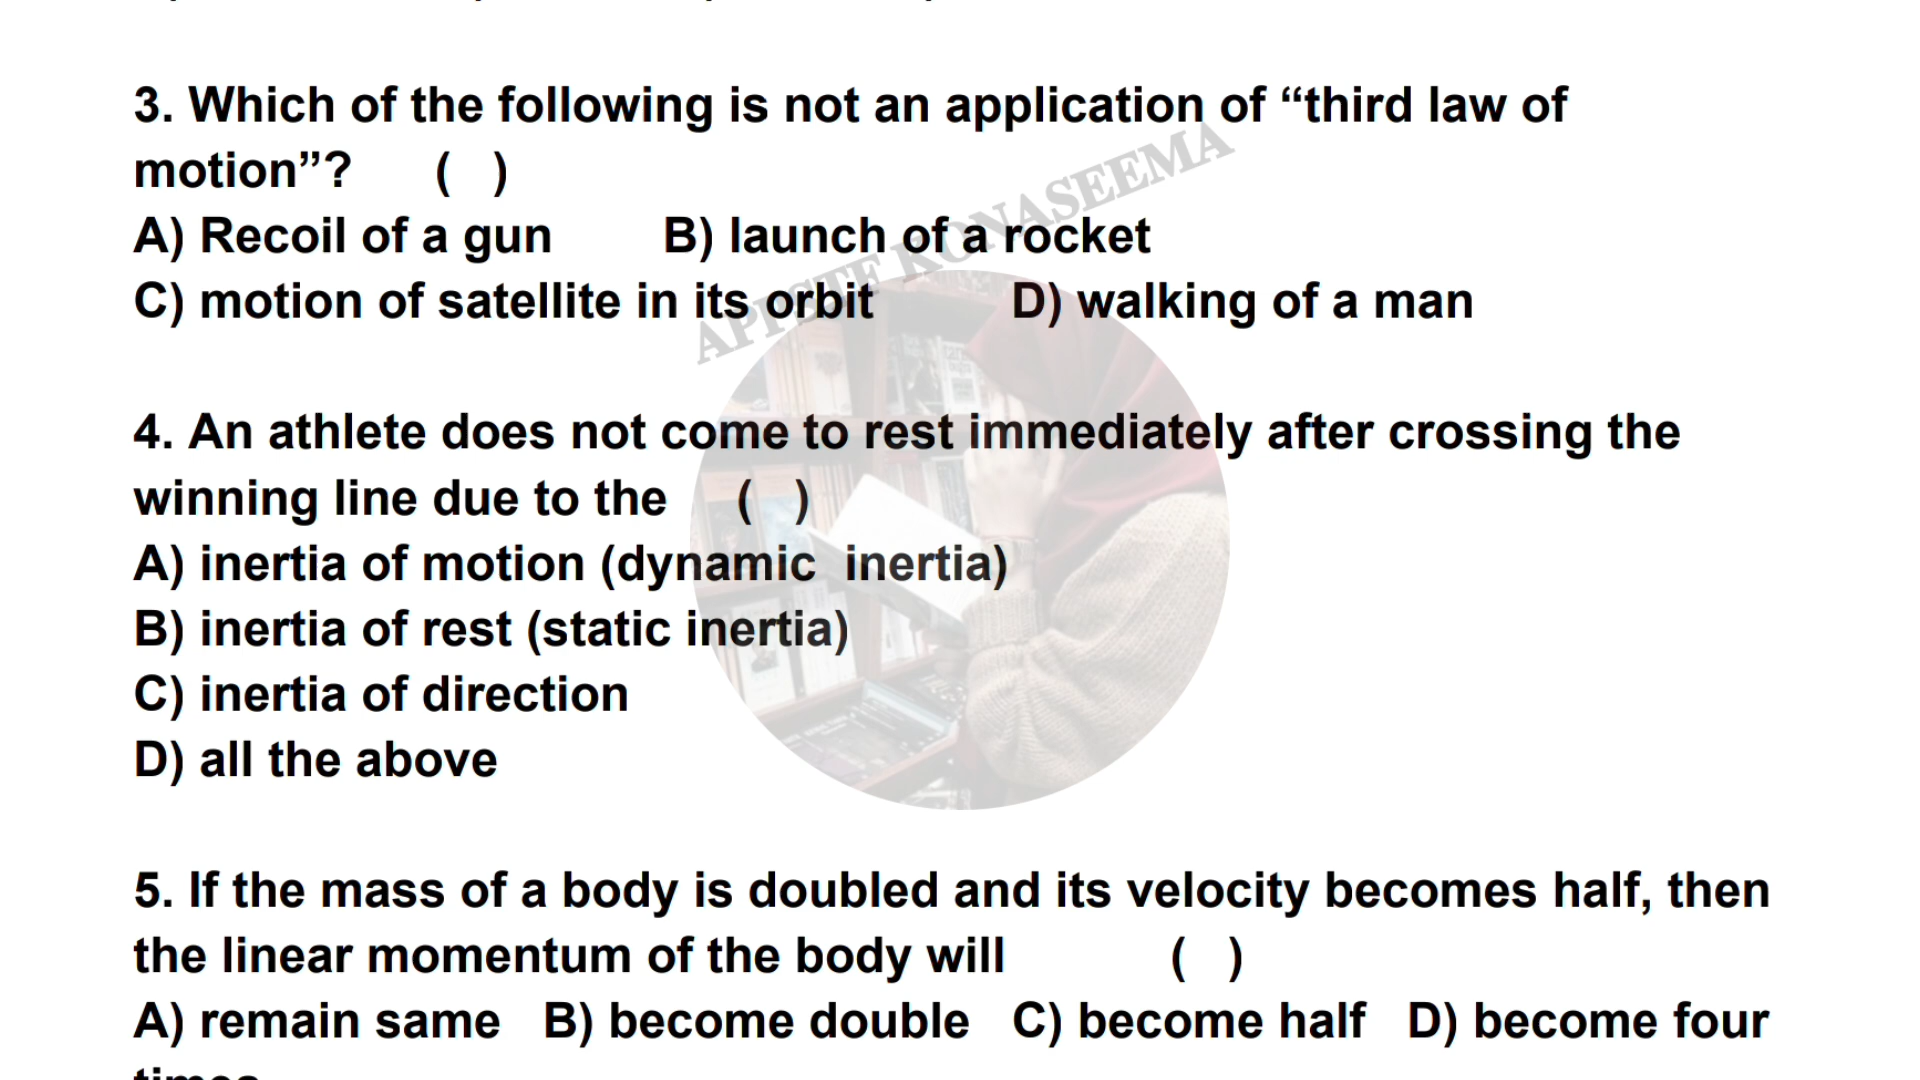 3. Which of the following is not an application of “third law of
motion”? ( )
A) Recoil of a gun B) launch of a rocket
C) motion of satellite in its orbit D) walking of a man
4. An athlete does not come to rest immediately after crossing the
winning line due to the ( )
A) inertia of motion (dynamic inertia)
B) inertia of rest (static inertia)
C) inertia of direction
D) all the above
5. If the mass of a body is doubled and its velocity becomes half, then
the linear momentum of the body will ( )
A) remain same B) become double C) become half D) become four
times
KONASEEMA